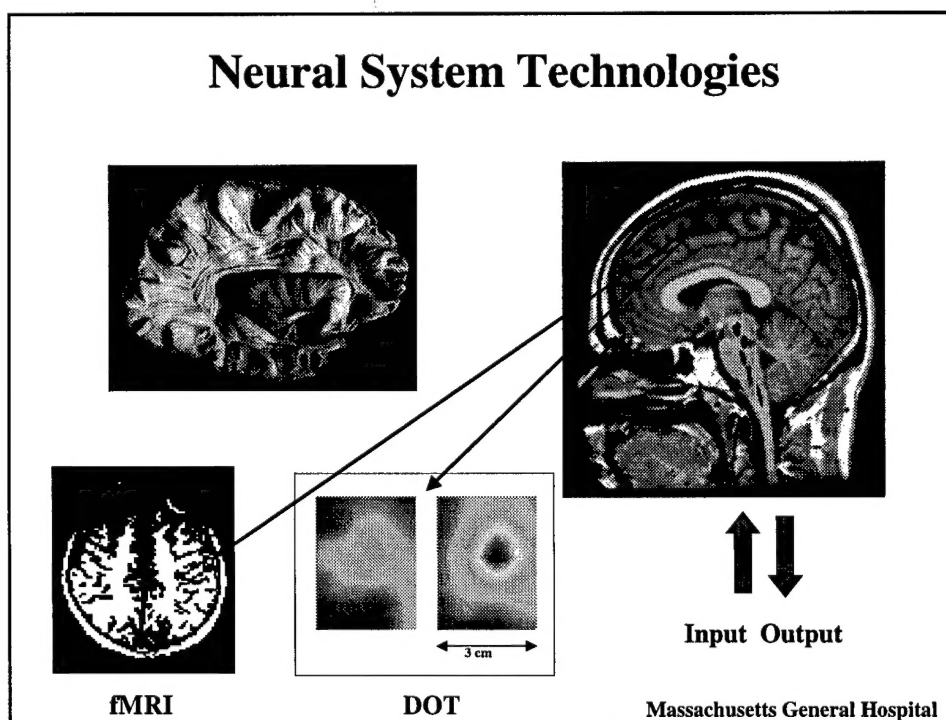 Neural System Technologies
3 cm
Input Output
fMRI
DOT
Massachusetts General Hospital